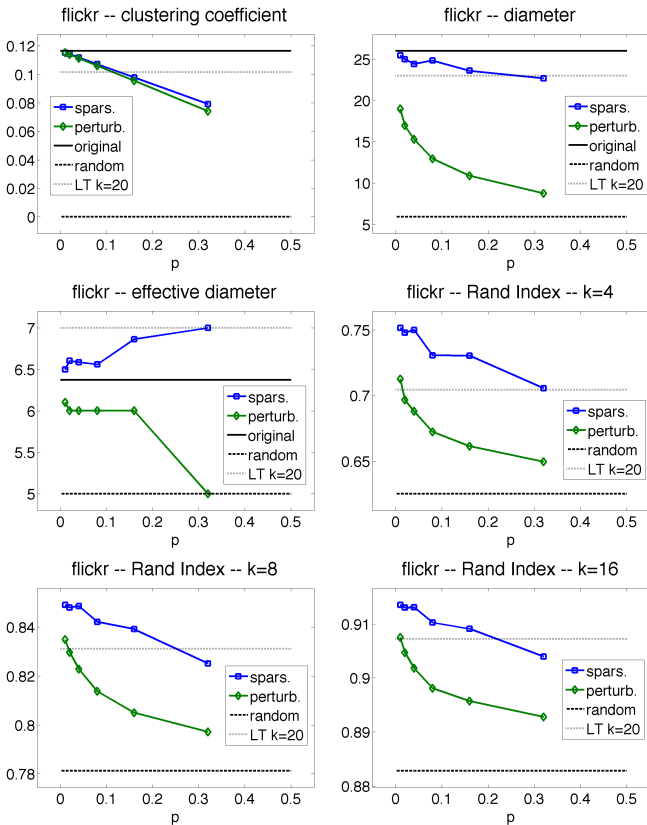 flickr -- clustering coefficient
0.12
0.1
0.08
0.06
0.04
0.02
0
spars.
perturb.
original
random
LT k=20
0 0.1 0.2 0.3 0.4 0.5
p
flickr -- diameter
25
20
15
10
5
spars.
perturb.
original
random
LT k=20
0 0.1 0.2 0.3 0.4 0.5
p
flickr -- effective diameter
7
6.5
6
5.5
5
spars.
perturb.
original
random
LT k=20
0 0.1 0.2 0.3 0.4 0.5
p
flickr -- Rand Index -- k=4
0.75
0.7
0.65
spars.
perturb.
random
LT k=20
0 0.1 0.2 0.3 0.4 0.5
p
flickr -- Rand Index -- k=8
0.84
0.82
0.8
0.78
spars.
perturb.
random
LT k=20
0 0.1 0.2 0.3 0.4 0.5
p
flickr -- Rand Index -- k=16
0.91
0.9
0.89
0.88
spars.
perturb.
random
LT k=20
0 0.1 0.2 0.3 0.4 0.5
p